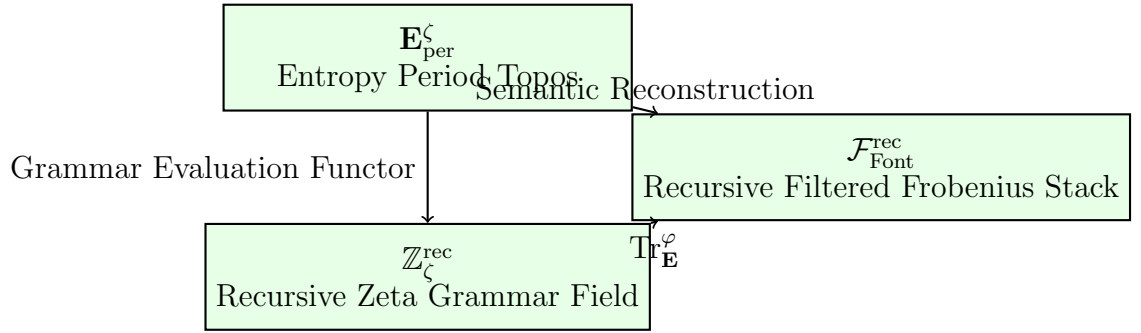 𝐄^ζ_per
Entropy Period Topos
Semantic Reconstruction
Grammar Evaluation Functor
ℱ^rec_Font
Recursive Filtered Frobenius Stack
Tr^φ_𝐄
ℤ^rec_ζ
Recursive Zeta Grammar Field